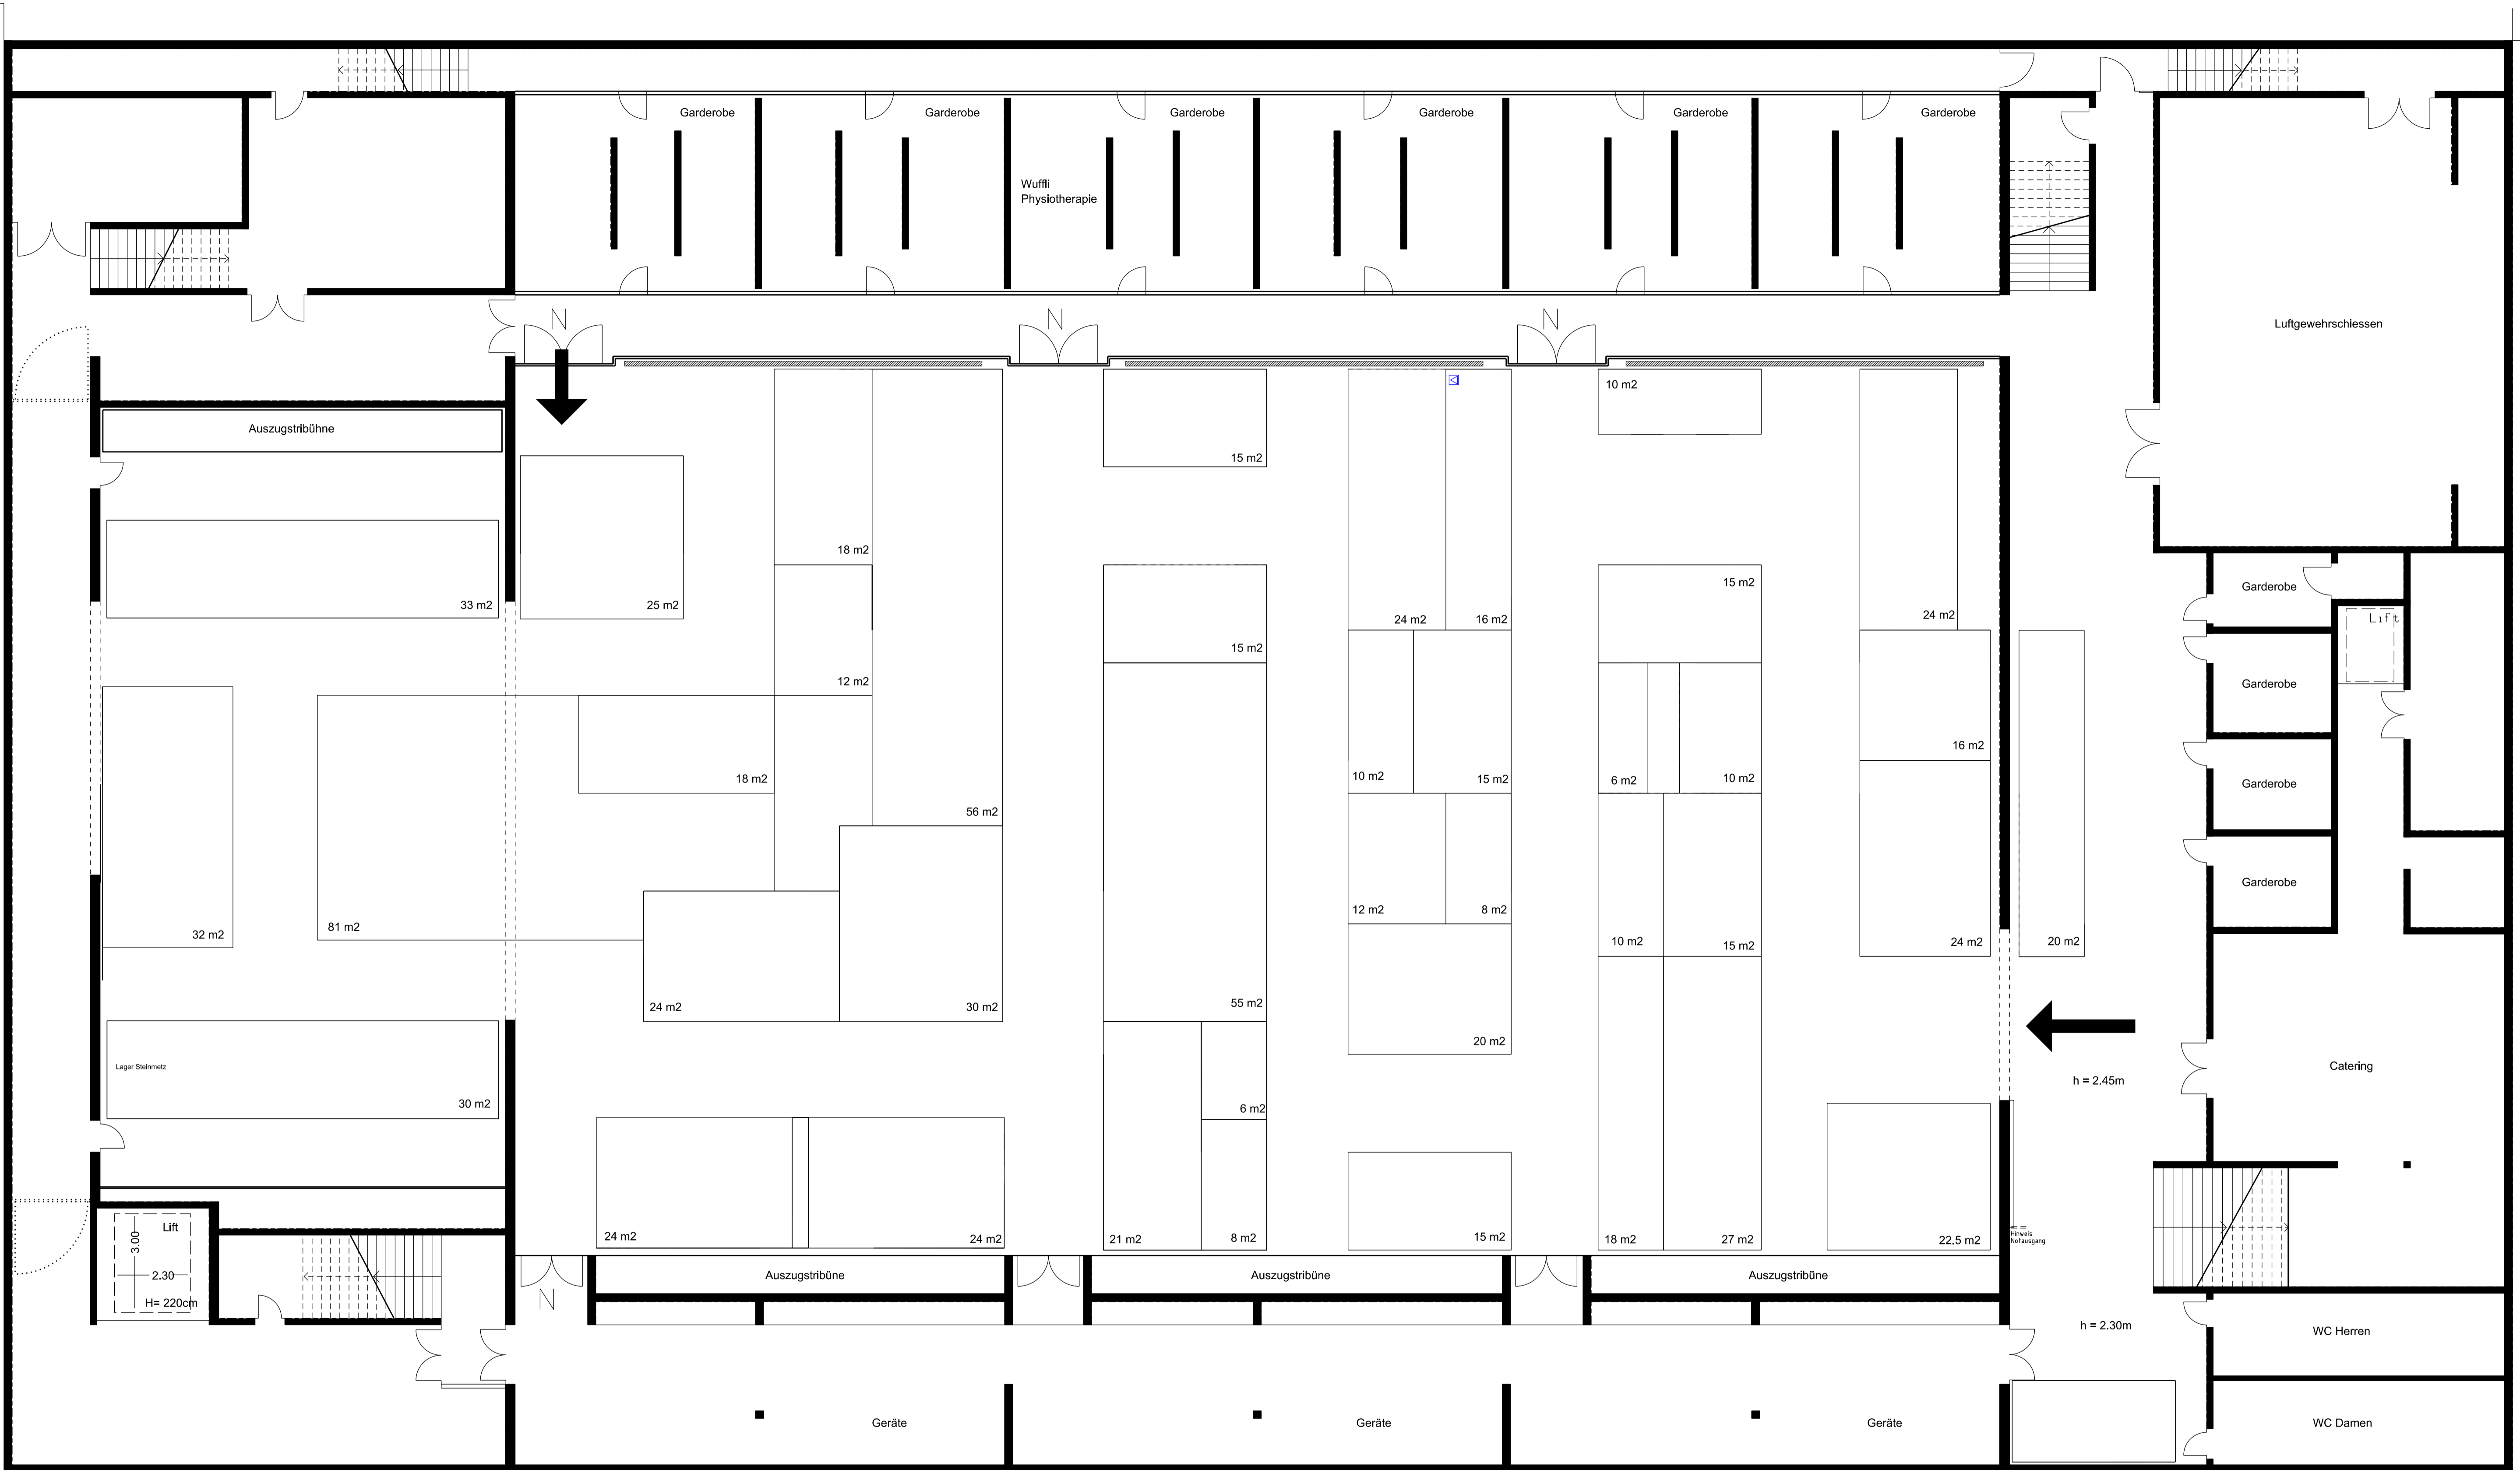 Garderobe
Garderobe
Garderobe
Garderobe
Garderobe
Garderobe
Wuffli
Physiotherapie
N
N
N
Luftgewehrschiessen
10 m2
Auszugstribühne
15 m2
18 m2
33 m2
25 m2
15 m2
Garderobe
24 m2
16 m2
24 m2
Lift
15 m2
12 m2
Garderobe
18 m2
10 m2
15 m2
6 m2
10 m2
16 m2
Garderobe
56 m2
Garderobe
12 m2
8 m2
32 m2
81 m2
10 m2
15 m2
24 m2
20 m2
24 m2
30 m2
55 m2
20 m2
Lager Steinmetz
Catering
h = 2.45m
30 m2
6 m2
Lift
3.00
2.30
H= 220cm
24 m2
24 m2
21 m2
8 m2
15 m2
18 m2
27 m2
22.5 m2
Hinweis
Notausgang
N
Auszugstribüne
Auszugstribüne
Auszugstribüne
h = 2.30m
WC Herren
Geräte
Geräte
Geräte
WC Damen